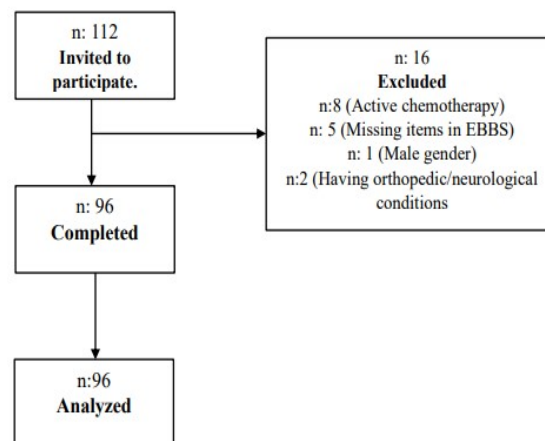 n: 112
Invited to
participate.
n: 16
Excluded
n:8 (Active chemotherapy)
n: 5 (Missing items in EBBS)
n: 1 (Male gender)
n:2 (Having orthopedic/neurological
conditions
n: 96
Completed
n:96
Analyzed